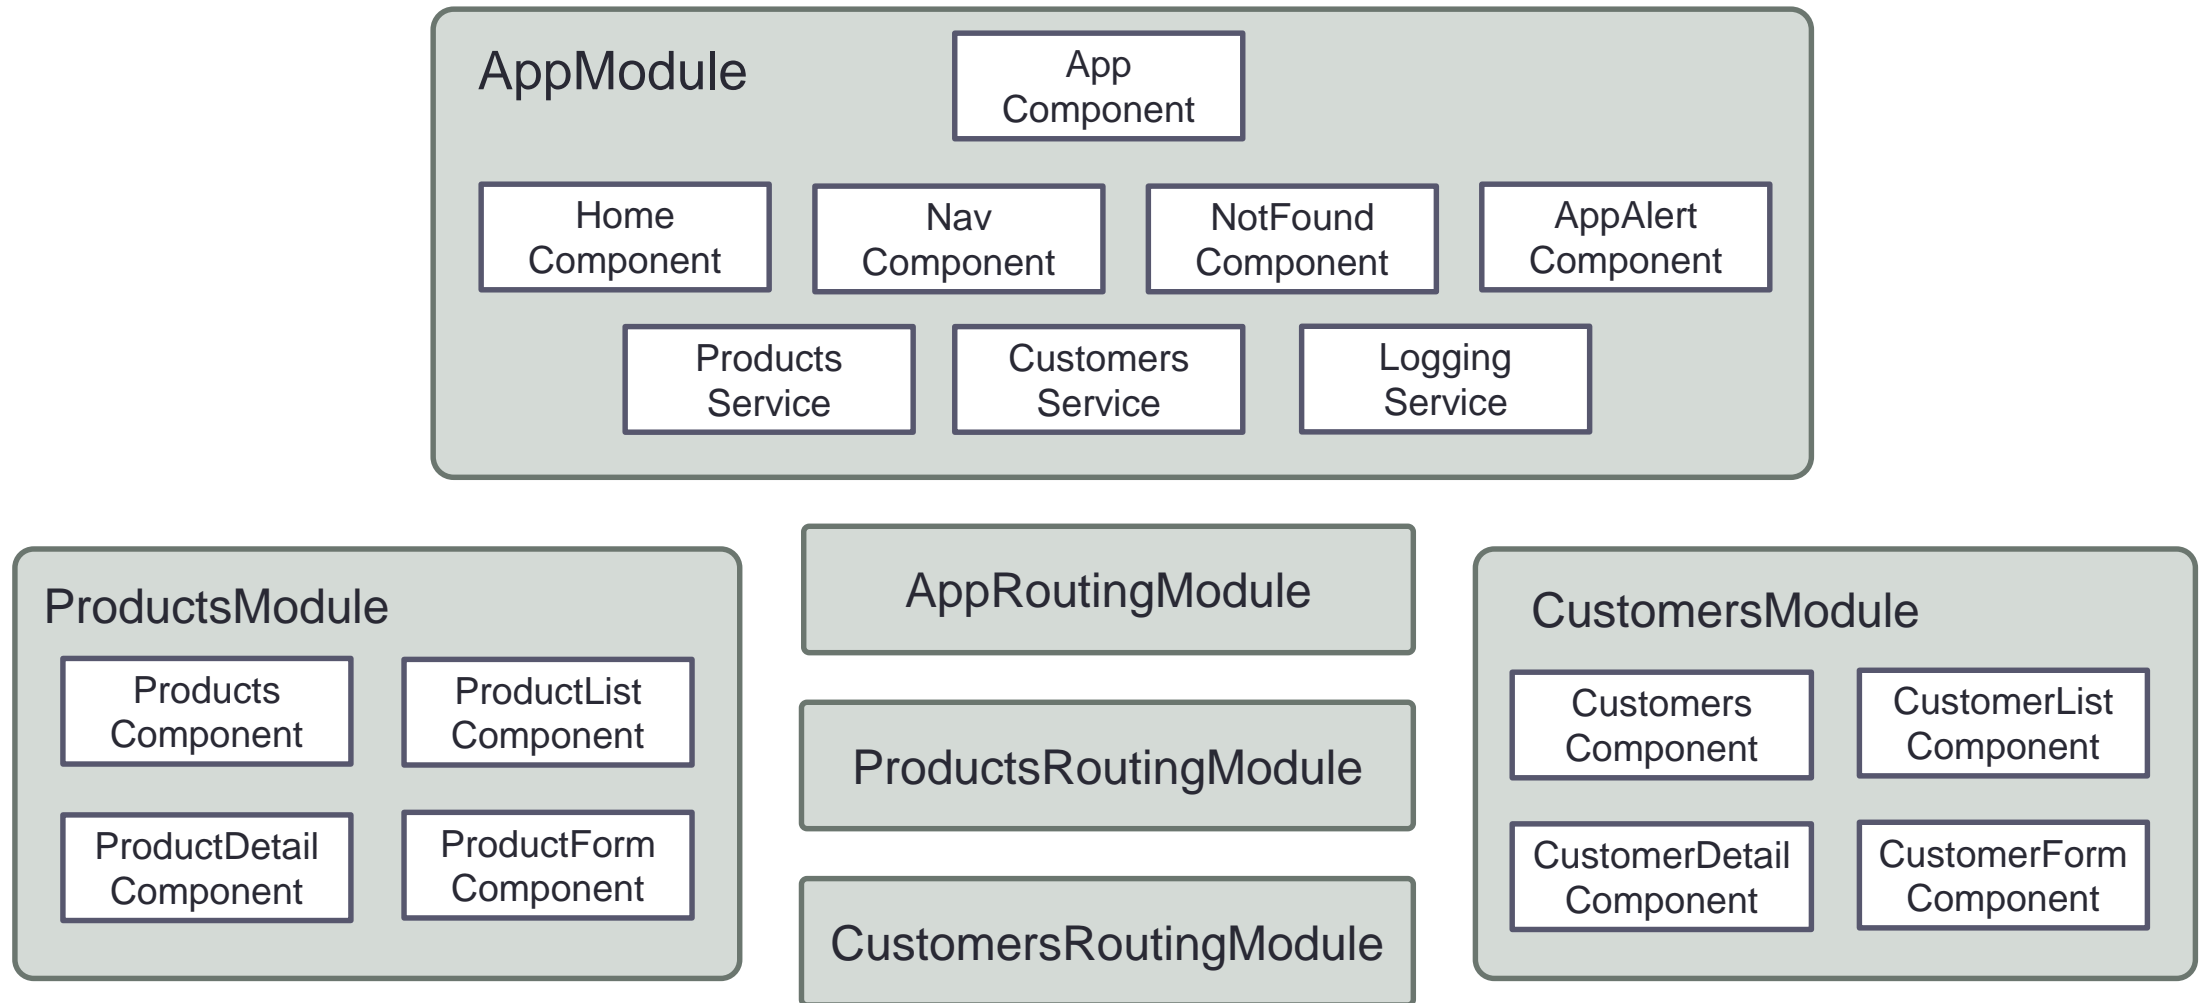 AppModule
App
Component
Home
Component
Nav
Component
NotFound
Component
AppAlert
Component
Products
Service
Customers
Service
Logging
Service
ProductsModule
Products
Component
ProductList
Component
ProductDetail
Component
ProductForm
Component
AppRoutingModule
ProductsRoutingModule
CustomersRoutingModule
CustomersModule
Customers
Component
CustomerList
Component
CustomerDetail
Component
CustomerForm
Component